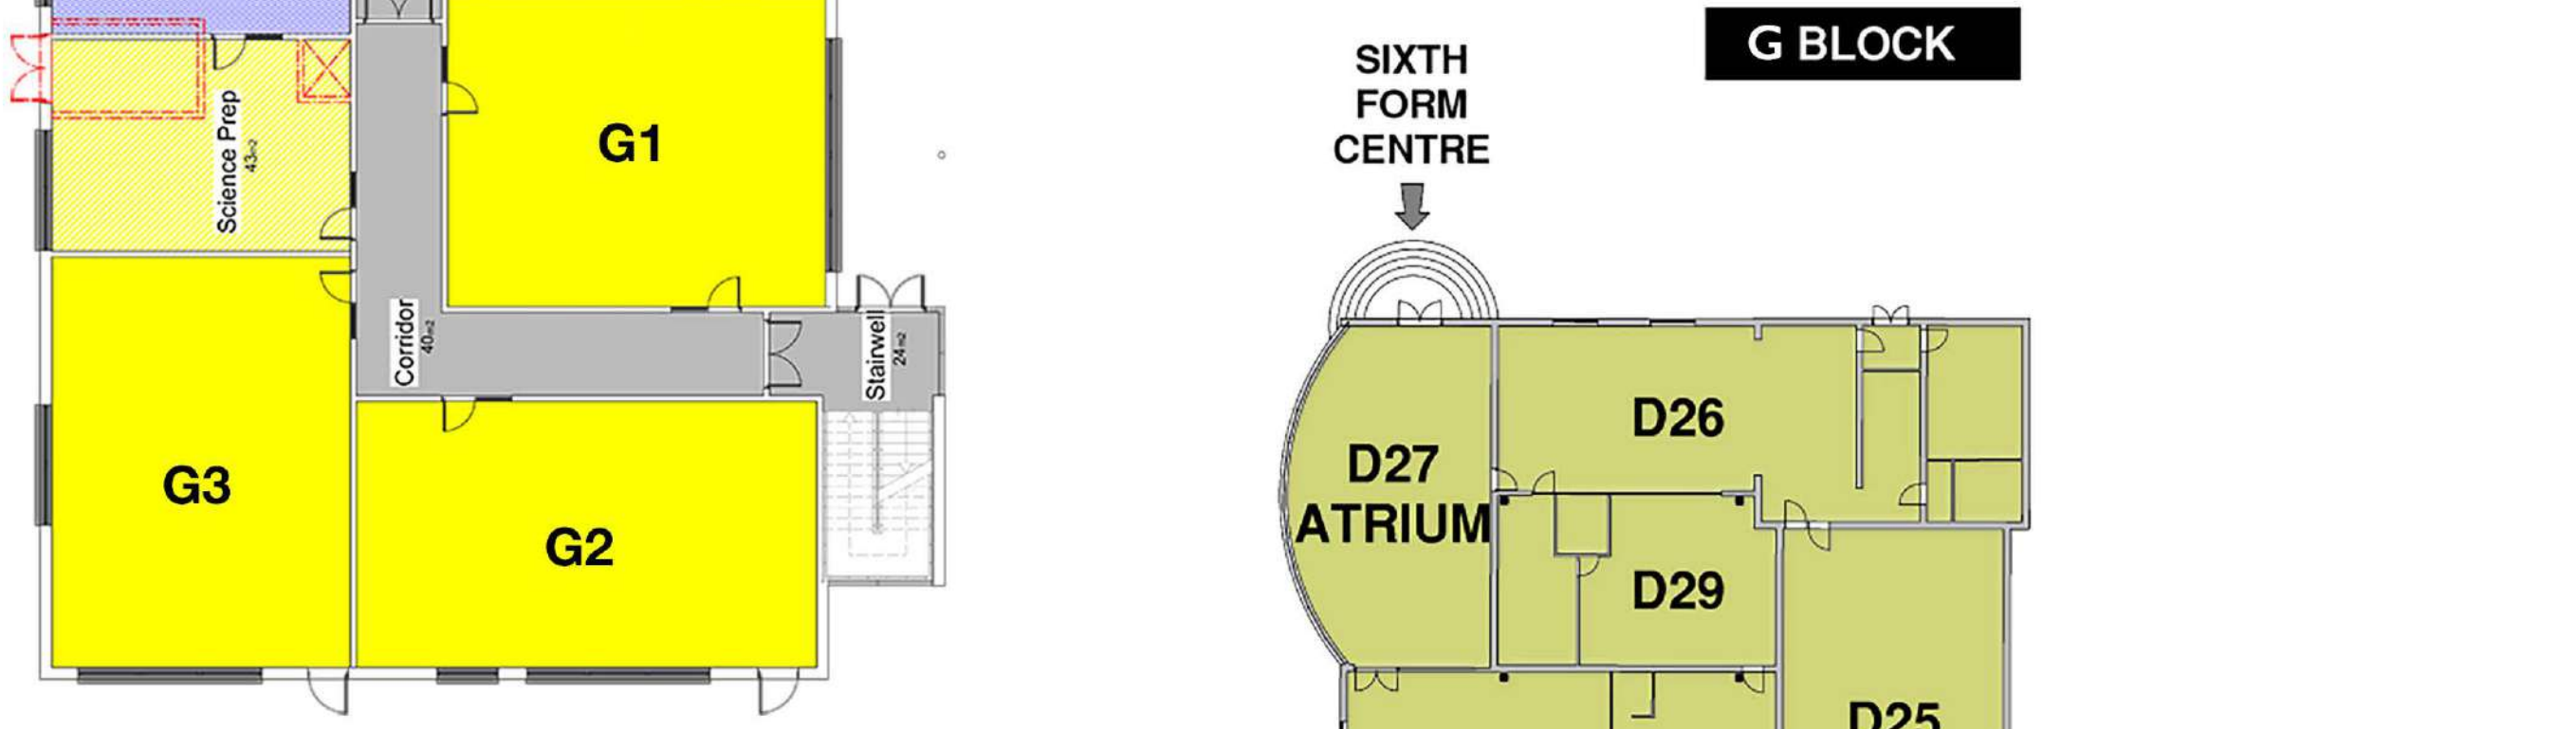 G BLOCK
SIXTH
FORM
CENTRE
Science Prep
43m2
G1
Corridor
40m2
Stairwell
24m2
G3
G2
D26
D27
ATRIUM
D29
D25